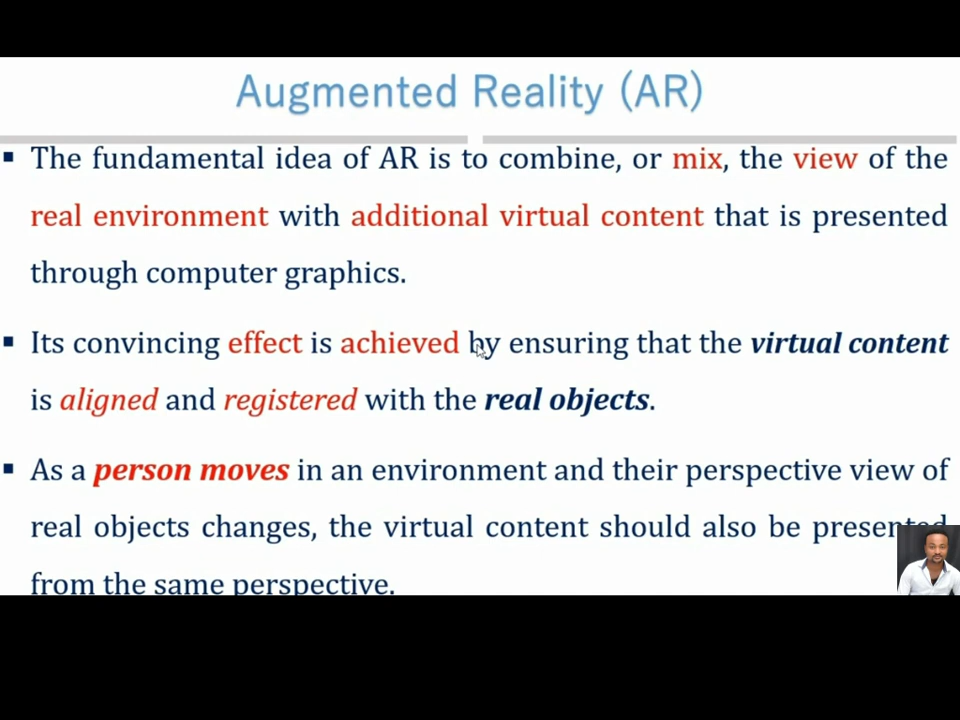 Augmented Reality (AR)
▪ The fundamental idea of AR is to combine, or mix, the view of the
real environment with additional virtual content that is presented
through computer graphics.
▪ Its convincing effect is achieved by ensuring that the virtual content
is aligned and registered with the real objects.
▪ As a person moves in an environment and their perspective view of
real objects changes, the virtual content should also be presented
from the same perspective.